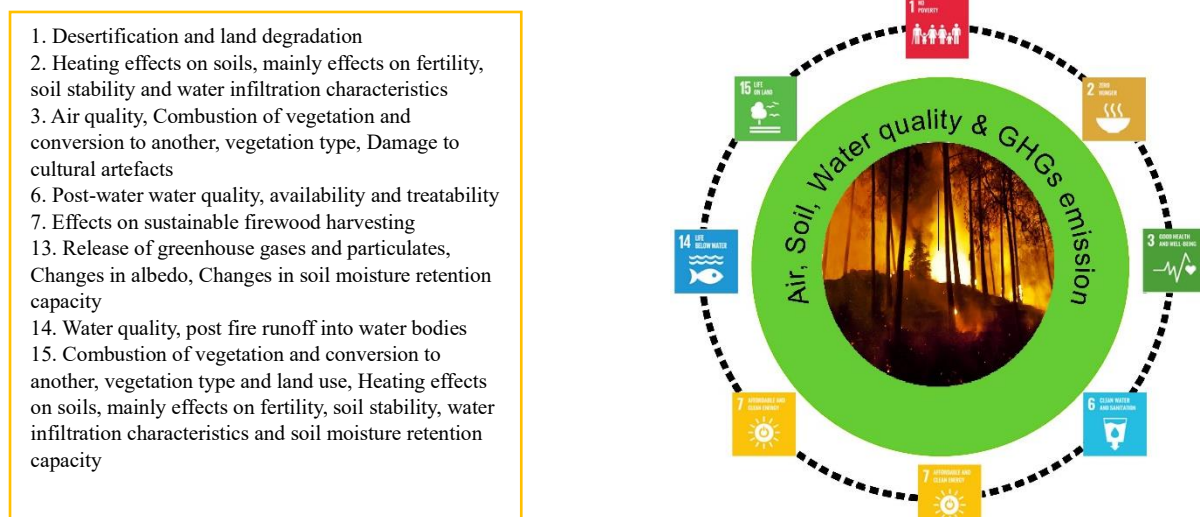 1. Desertification and land degradation
2. Heating effects on soils, mainly effects on fertility,
soil stability and water infiltration characteristics
3. Air quality, Combustion of vegetation and
conversion to another, vegetation type, Damage to
cultural artefacts
6. Post-water water quality, availability and treatability
7. Effects on sustainable firewood harvesting
13. Release of greenhouse gases and particulates,
Changes in albedo, Changes in soil moisture retention
capacity
14. Water quality, post fire runoff into water bodies
15. Combustion of vegetation and conversion to
another, vegetation type and land use, Heating effects
on soils, mainly effects on fertility, soil stability, water
infiltration characteristics and soil moisture retention
capacity
Air, Soil, Water quality & GHGs emission
1 NO
POVERTY
2 ZERO
HUNGER
3 GOOD HEALTH
AND WELL-BEING
6 CLEAN WATER
AND SANITATION
7 AFFORDABLE AND
CLEAN ENERGY
7 AFFORDABLE AND
CLEAN ENERGY
14 LIFE
BELOW WATER
15 LIFE
ON LAND